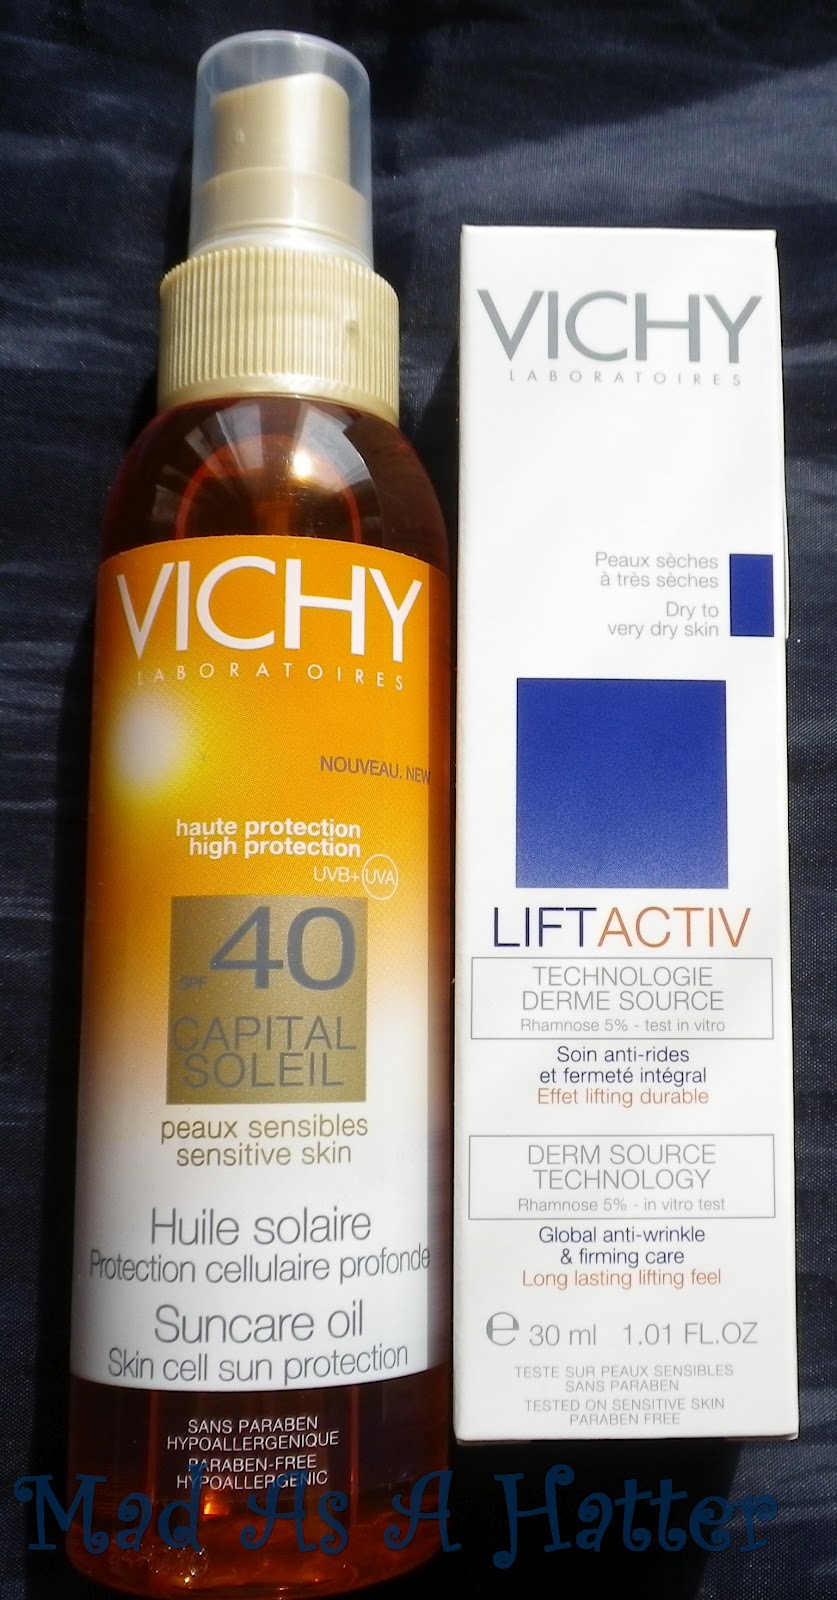 VICHY
LABORATOIRES
NOUVEAU. NEW
haute protection
high protection
UVB+ UVA
SPF 40
CAPITAL
SOLEIL
peaux sensibles
sensitive skin
Huile solaire
Protection cellulaire profonde
Suncare oil
Skin cell sun protection
SANS PARABEN
HYPOALLERGENIQUE
PARABEN-FREE
HYPOALLERGENIC
VICHY
LABORATOIRES
Peaux sèches
à très sèches
Dry to
very dry skin
LIFTACTIV
TECHNOLOGIE
DERME SOURCE
Rhamnose 5% - test in vitro
Soin anti-rides
et fermeté intégral
Effet lifting durable
DERM SOURCE
TECHNOLOGY
Rhamnose 5% - in vitro test
Global anti-wrinkle
& firming care
Long lasting lifting feel
℮ 30 ml 1.01 FL.OZ
TESTE SUR PEAUX SENSIBLES
SANS PARABEN
TESTED ON SENSITIVE SKIN
PARABEN FREE
Mad As A Hatter